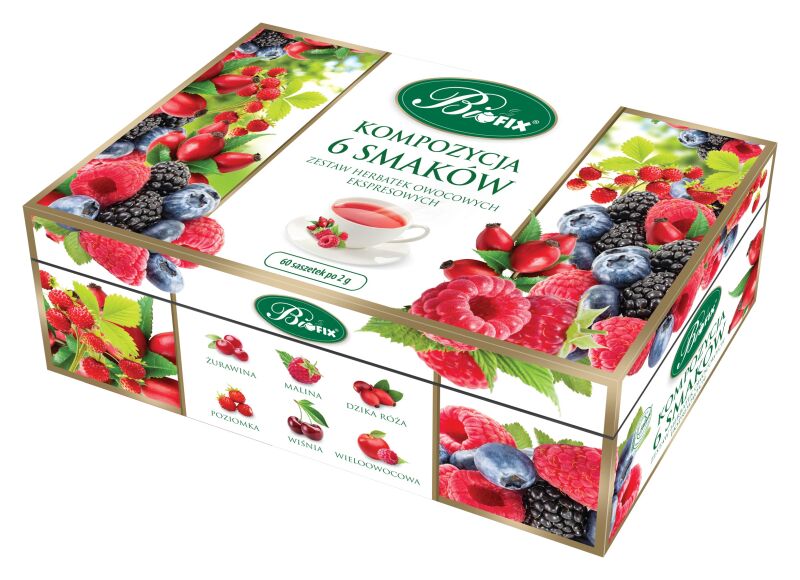 BIOFIX®
KOMPOZYCJA
6 SMAKÓW
ZESTAW HERBATEK OWOCOWYCH
EKSPRESOWYCH
60 saszetek po 2 g
BIOFIX®
ŻURAWINA
MALINA
DZIKA RÓŻA
POZIOMKA
WIŚNIA
WIELOOWOCOWA
BIOFIX
KOMPOZYCJA
6 SMAKÓW